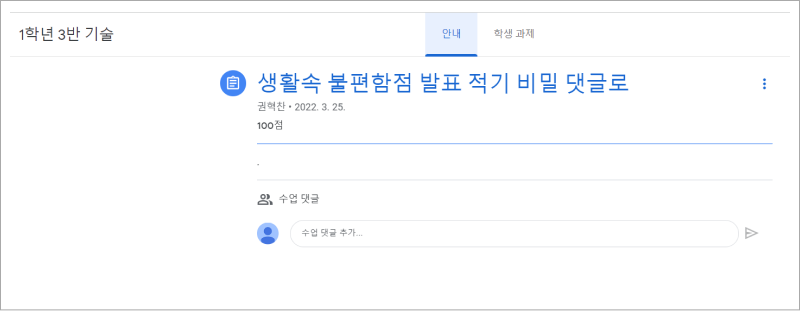 1학년 3반 기술
안내
학생 과제
생활속 불편함점 발표 적기 비밀 댓글로
권혁찬 • 2022. 3. 25.
100점
.
수업 댓글
수업 댓글 추가...